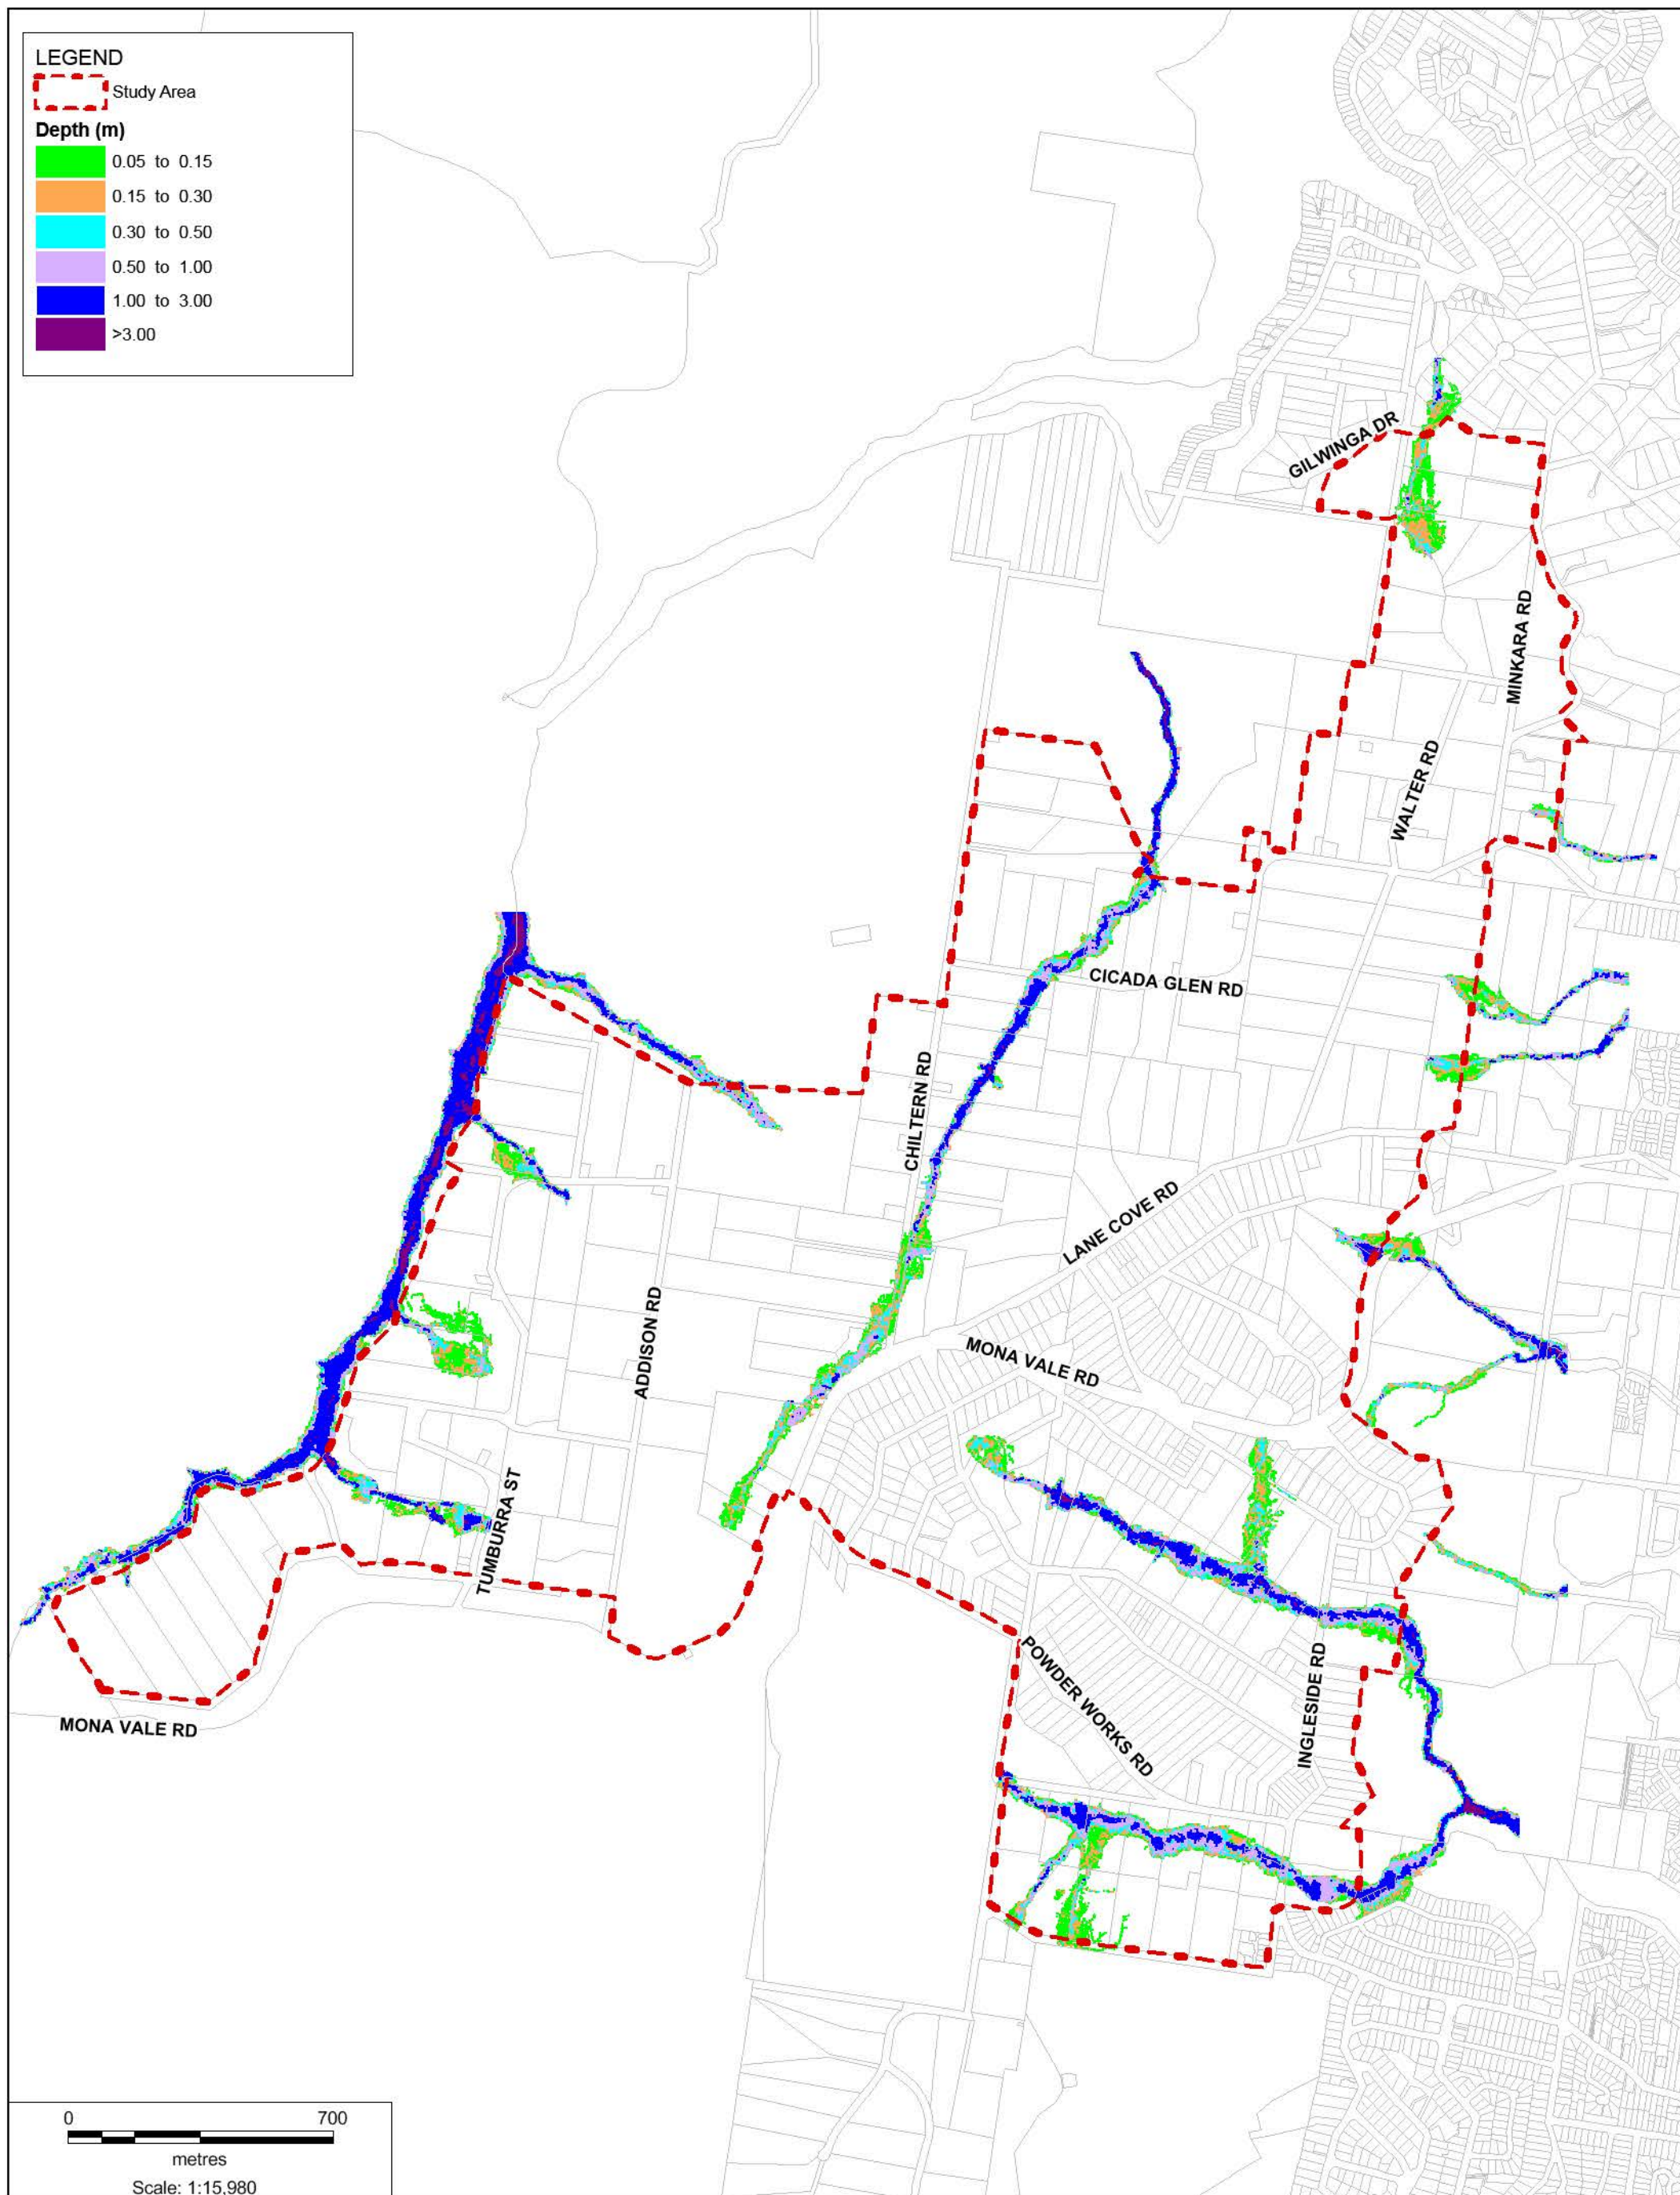 LEGEND
Study Area
Depth (m)
0.05 to 0.15
0.15 to 0.30
0.30 to 0.50
0.50 to 1.00
1.00 to 3.00
>3.00
GILWINGA DR
MINKARA RD
WALTER RD
CICADA GLEN RD
CHILTERN RD
LANE COVE RD
ADDISON RD
MONA VALE RD
TUMBURRA ST
POWDER WORKS RD
INGLESIDE RD
MONA VALE RD
0 700
metres
Scale: 1:15,980